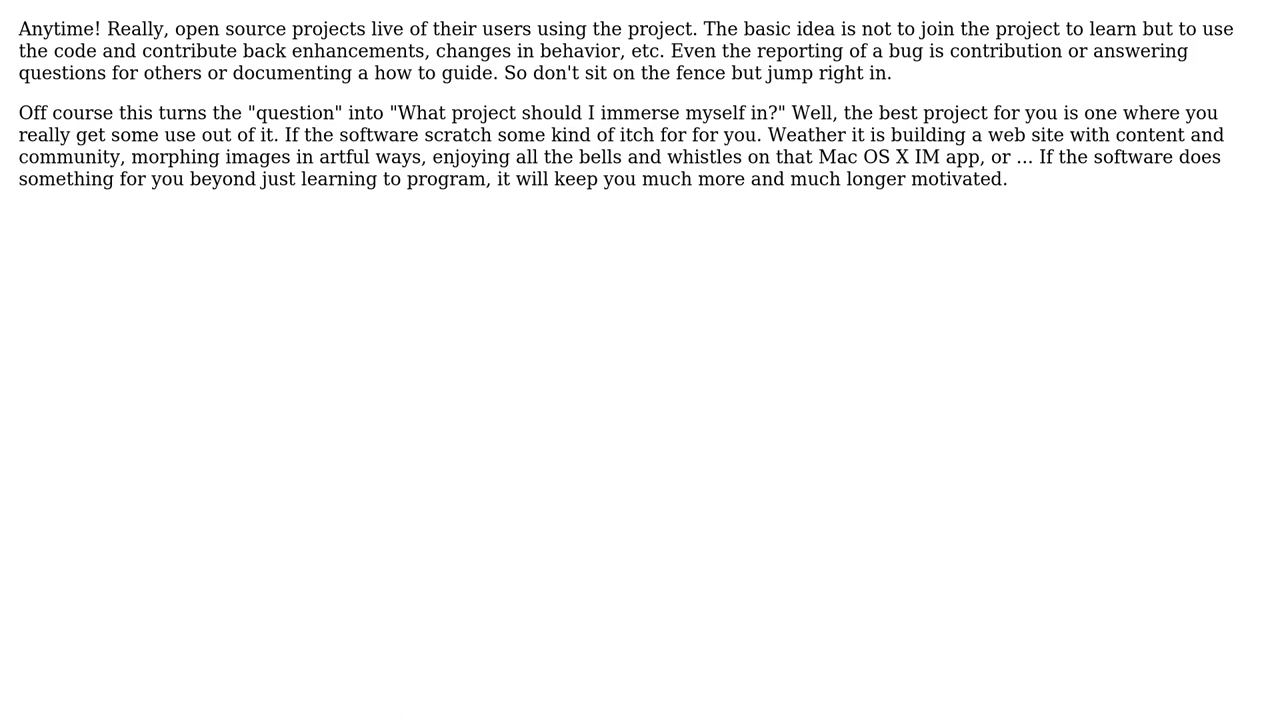 Anytime! Really, open source projects live of their users using the project. The basic idea is not to join the project to learn but to use
the code and contribute back enhancements, changes in behavior, etc. Even the reporting of a bug is contribution or answering
questions for others or documenting a how to guide. So don't sit on the fence but jump right in.
Off course this turns the "question" into "What project should I immerse myself in?" Well, the best project for you is one where you
really get some use out of it. If the software scratch some kind of itch for for you. Weather it is building a web site with content and
community, morphing images in artful ways, enjoying all the bells and whistles on that Mac OS X IM app, or ... If the software does
something for you beyond just learning to program, it will keep you much more and much longer motivated.